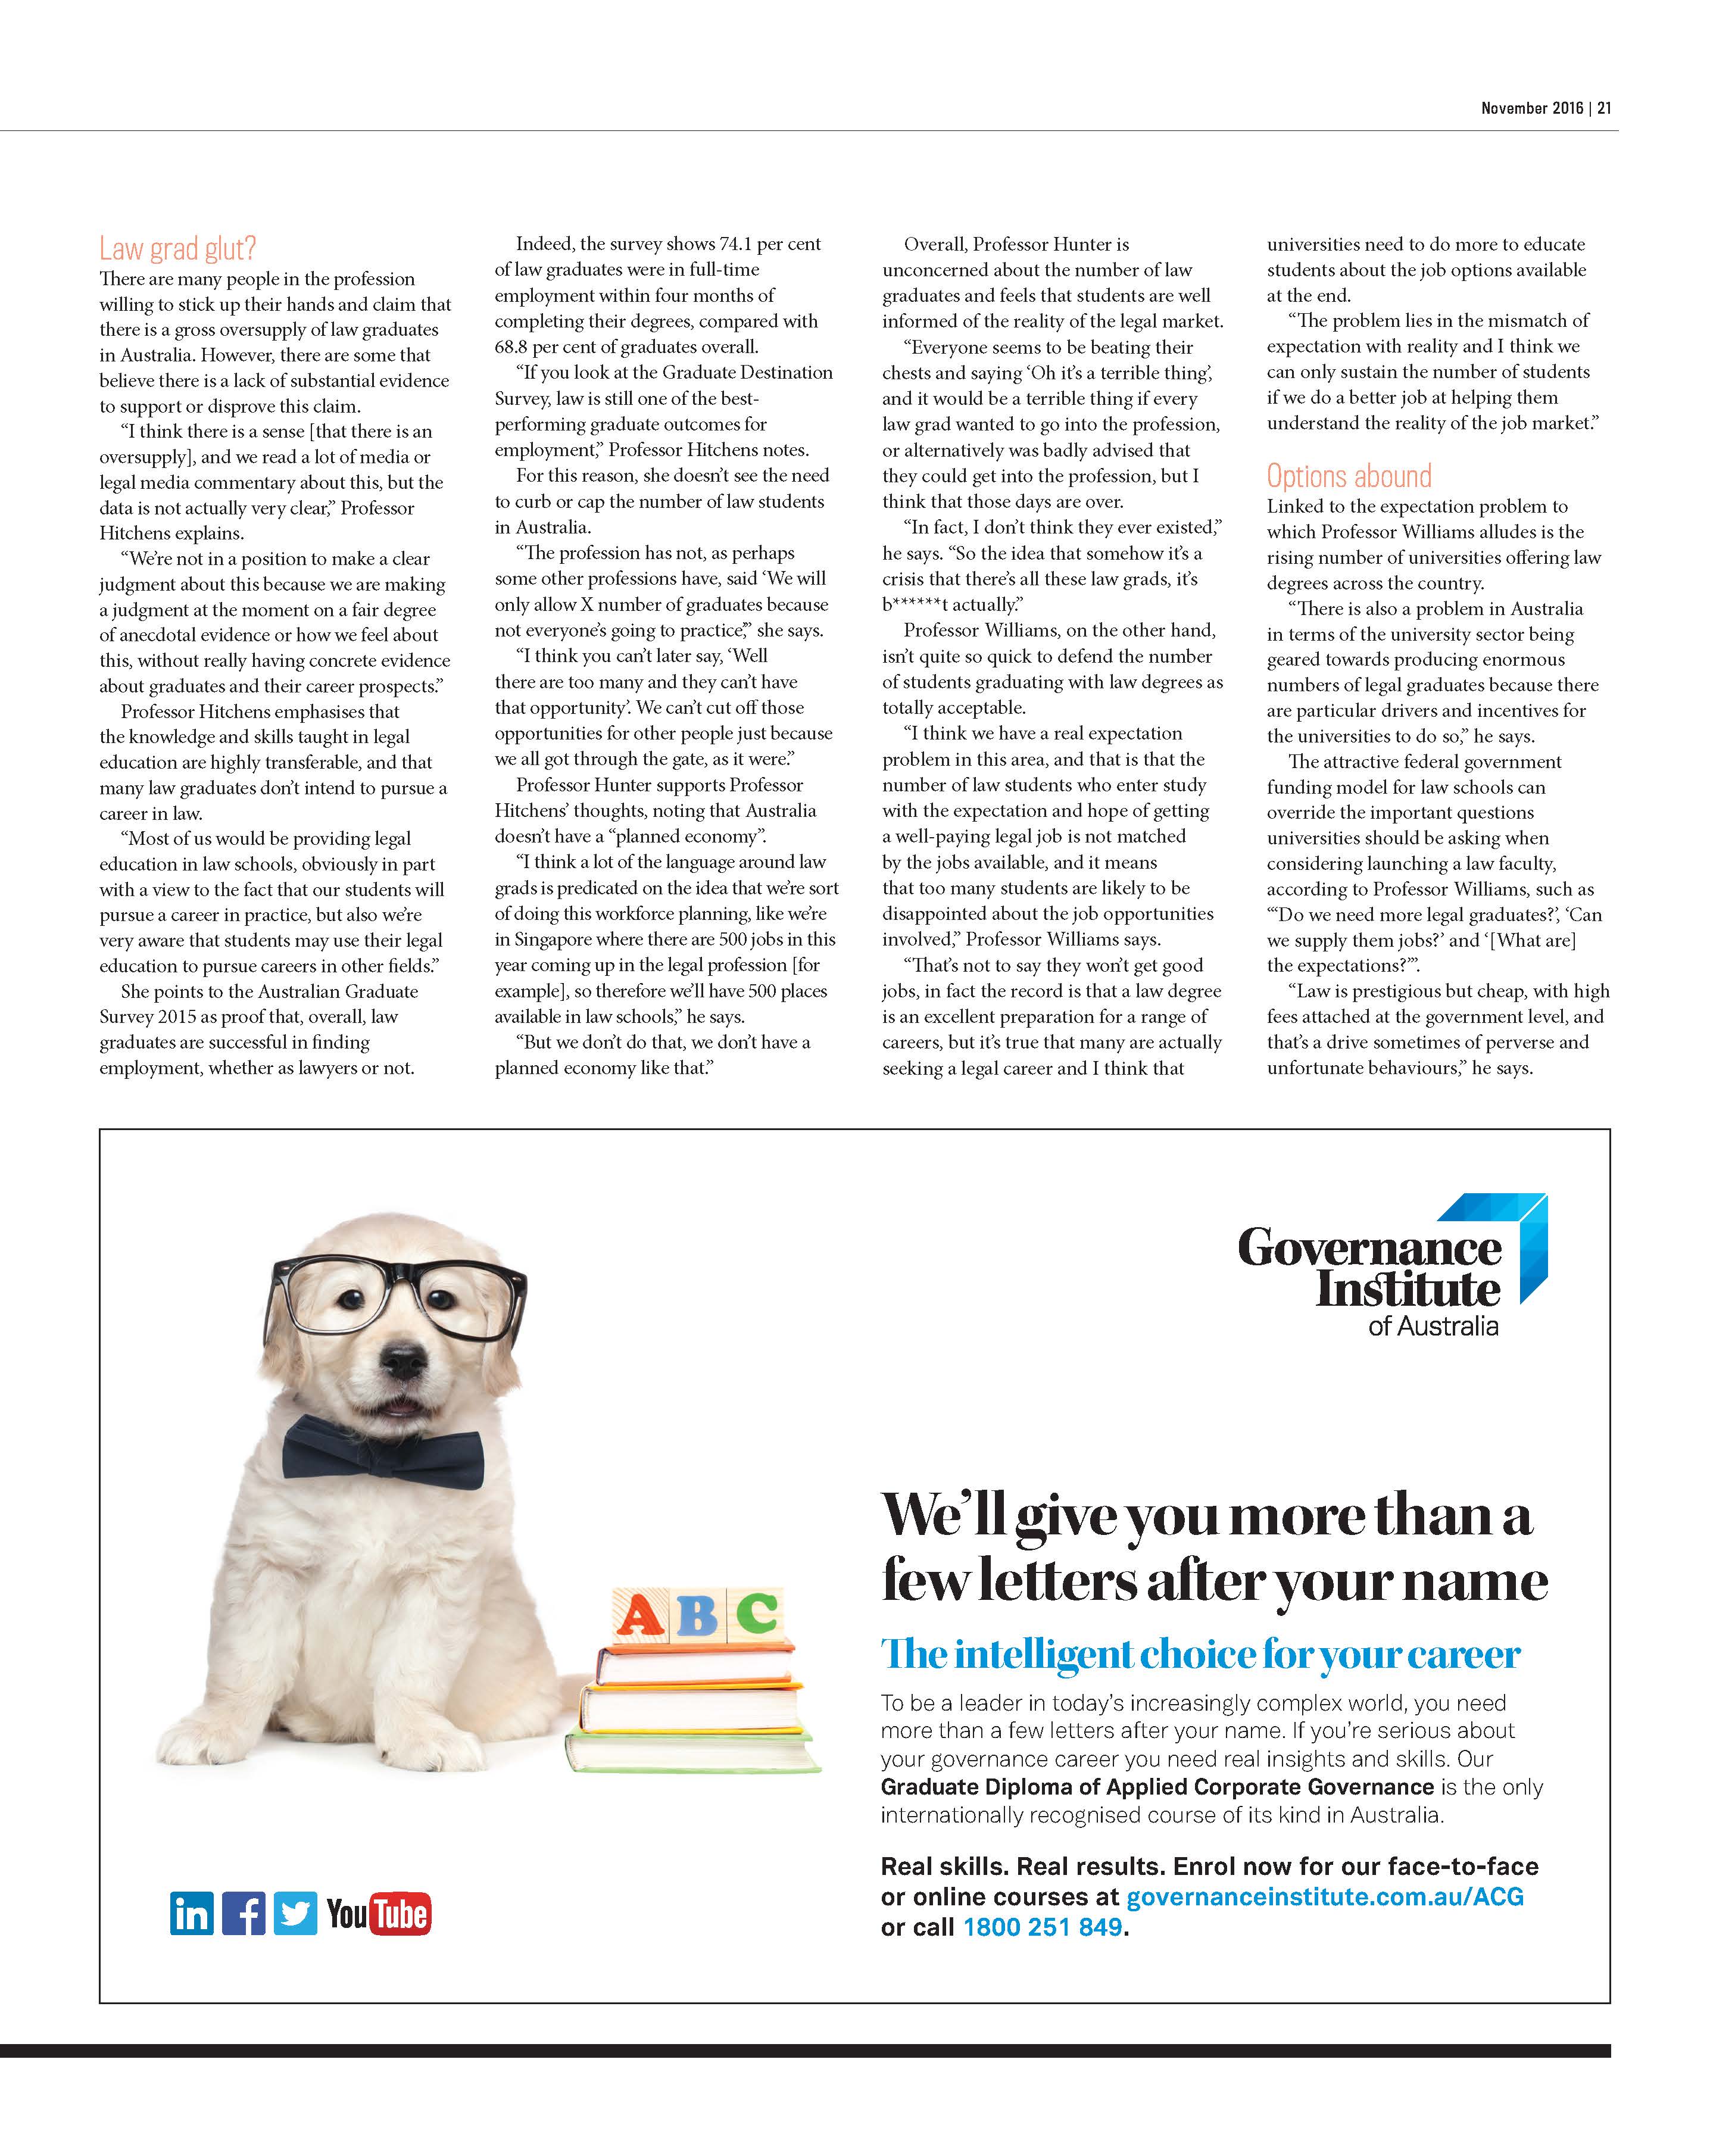 November 2016 | 21
Law grad glut?
There are many people in the profession
willing to stick up their hands and claim that
there is a gross oversupply of law graduates
in Australia. However, there are some that
believe there is a lack of substantial evidence
to support or disprove this claim.
“I think there is a sense [that there is an
oversupply], and we read a lot of media or
legal media commentary about this, but the
data is not actually very clear,” Professor
Hitchens explains.
“We’re not in a position to make a clear
judgment about this because we are making
a judgment at the moment on a fair degree
of anecdotal evidence or how we feel about
this, without really having concrete evidence
about graduates and their career prospects.”
Professor Hitchens emphasises that
the knowledge and skills taught in legal
education are highly transferable, and that
many law graduates don’t intend to pursue a
career in law.
“Most of us would be providing legal
education in law schools, obviously in part
with a view to the fact that our students will
pursue a career in practice, but also we’re
very aware that students may use their legal
education to pursue careers in other fields.”
She points to the Australian Graduate
Survey 2015 as proof that, overall, law
graduates are successful in finding
employment, whether as lawyers or not.
Indeed, the survey shows 74.1 per cent
of law graduates were in full-time
employment within four months of
completing their degrees, compared with
68.8 per cent of graduates overall.
“If you look at the Graduate Destination
Survey, law is still one of the best-
performing graduate outcomes for
employment,” Professor Hitchens notes.
For this reason, she doesn’t see the need
to curb or cap the number of law students
in Australia.
“The profession has not, as perhaps
some other professions have, said ‘We will
only allow X number of graduates because
not everyone’s going to practice’,” she says.
“I think you can’t later say, ‘Well
there are too many and they can’t have
that opportunity’. We can’t cut off those
opportunities for other people just because
we all got through the gate, as it were.”
Professor Hunter supports Professor
Hitchens’ thoughts, noting that Australia
doesn’t have a “planned economy”.
“I think a lot of the language around law
grads is predicated on the idea that we’re sort
of doing this workforce planning, like we’re
in Singapore where there are 500 jobs in this
year coming up in the legal profession [for
example], so therefore we’ll have 500 places
available in law schools,” he says.
“But we don’t do that, we don’t have a
planned economy like that.”
Overall, Professor Hunter is
unconcerned about the number of law
graduates and feels that students are well
informed of the reality of the legal market.
“Everyone seems to be beating their
chests and saying ‘Oh it’s a terrible thing’,
and it would be a terrible thing if every
law grad wanted to go into the profession,
or alternatively was badly advised that
they could get into the profession, but I
think that those days are over.
“In fact, I don’t think they ever existed,”
he says. “So the idea that somehow it’s a
crisis that there’s all these law grads, it’s
b******t actually.”
Professor Williams, on the other hand,
isn’t quite so quick to defend the number
of students graduating with law degrees as
totally acceptable.
“I think we have a real expectation
problem in this area, and that is that the
number of law students who enter study
with the expectation and hope of getting
a well-paying legal job is not matched
by the jobs available, and it means
that too many students are likely to be
disappointed about the job opportunities
involved,” Professor Williams says.
“That’s not to say they won’t get good
jobs, in fact the record is that a law degree
is an excellent preparation for a range of
careers, but it’s true that many are actually
seeking a legal career and I think that
universities need to do more to educate
students about the job options available
at the end.
“The problem lies in the mismatch of
expectation with reality and I think we
can only sustain the number of students
if we do a better job at helping them
understand the reality of the job market.”
Options abound
Linked to the expectation problem to
which Professor Williams alludes is the
rising number of universities offering law
degrees across the country.
“There is also a problem in Australia
in terms of the university sector being
geared towards producing enormous
numbers of legal graduates because there
are particular drivers and incentives for
the universities to do so,” he says.
The attractive federal government
funding model for law schools can
override the important questions
universities should be asking when
considering launching a law faculty,
according to Professor Williams, such as
“‘Do we need more legal graduates?’, ‘Can
we supply them jobs?’ and ‘[What are]
the expectations?’”.
“Law is prestigious but cheap, with high
fees attached at the government level, and
that’s a drive sometimes of perverse and
unfortunate behaviours,” he says.
Governance
Institute
of Australia
We’ll give you more than a
few letters after your name
A B C
The intelligent choice for your career
To be a leader in today’s increasingly complex world, you need
more than a few letters after your name. If you’re serious about
your governance career you need real insights and skills. Our
Graduate Diploma of Applied Corporate Governance is the only
internationally recognised course of its kind in Australia.
Real skills. Real results. Enrol now for our face-to-face
or online courses at governanceinstitute.com.au/ACG
or call 1800 251 849.
in f YouTube